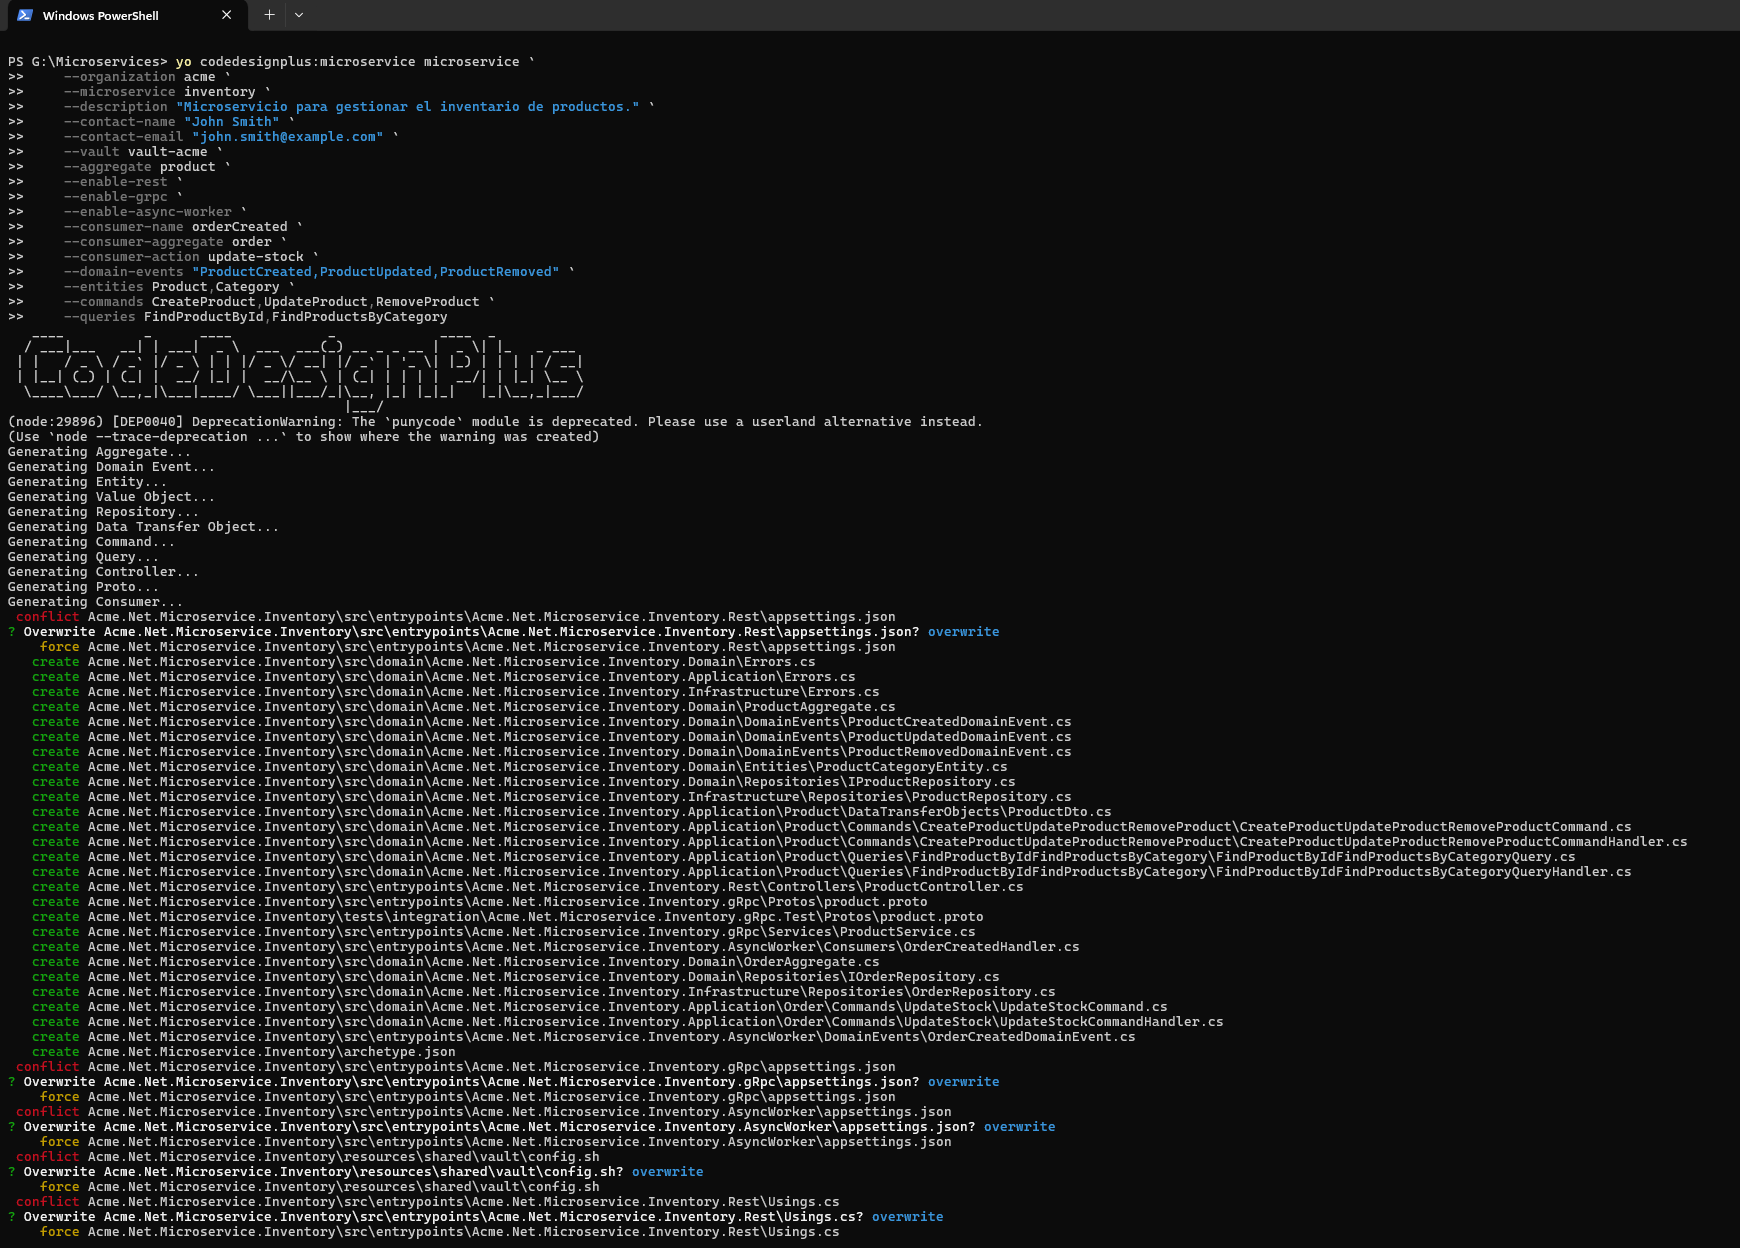 Windows PowerShell
PS G:\Microservices> yo codedesignplus:microservice microservice `
>>     --organization acme `
>>     --microservice inventory `
>>     --description "Microservicio para gestionar el inventario de productos." `
>>     --contact-name "John Smith" `
>>     --contact-email "john.smith@example.com" `
>>     --vault vault-acme `
>>     --aggregate product `
>>     --enable-rest `
>>     --enable-grpc `
>>     --enable-async-worker `
>>     --consumer-name orderCreated `
>>     --consumer-aggregate order `
>>     --consumer-action update-stock `
>>     --domain-events "ProductCreated,ProductUpdated,ProductRemoved" `
>>     --entities Product,Category `
>>     --commands CreateProduct,UpdateProduct,RemoveProduct `
>>     --queries FindProductById,FindProductsByCategory
CodeDesignPlus
(node:29896) [DEP0040] DeprecationWarning: The `punycode` module is deprecated. Please use a userland alternative instead.
(Use `node --trace-deprecation ...` to show where the warning was created)
Generating Aggregate...
Generating Domain Event...
Generating Entity...
Generating Value Object...
Generating Repository...
Generating Data Transfer Object...
Generating Command...
Generating Query...
Generating Controller...
Generating Proto...
Generating Consumer...
 conflict Acme.Net.Microservice.Inventory\src\entrypoints\Acme.Net.Microservice.Inventory.Rest\appsettings.json
? Overwrite Acme.Net.Microservice.Inventory\src\entrypoints\Acme.Net.Microservice.Inventory.Rest\appsettings.json? overwrite
    force Acme.Net.Microservice.Inventory\src\entrypoints\Acme.Net.Microservice.Inventory.Rest\appsettings.json
   create Acme.Net.Microservice.Inventory\src\domain\Acme.Net.Microservice.Inventory.Domain\Errors.cs
   create Acme.Net.Microservice.Inventory\src\domain\Acme.Net.Microservice.Inventory.Application\Errors.cs
   create Acme.Net.Microservice.Inventory\src\domain\Acme.Net.Microservice.Inventory.Infrastructure\Errors.cs
   create Acme.Net.Microservice.Inventory\src\domain\Acme.Net.Microservice.Inventory.Domain\ProductAggregate.cs
   create Acme.Net.Microservice.Inventory\src\domain\Acme.Net.Microservice.Inventory.Domain\DomainEvents\ProductCreatedDomainEvent.cs
   create Acme.Net.Microservice.Inventory\src\domain\Acme.Net.Microservice.Inventory.Domain\DomainEvents\ProductUpdatedDomainEvent.cs
   create Acme.Net.Microservice.Inventory\src\domain\Acme.Net.Microservice.Inventory.Domain\DomainEvents\ProductRemovedDomainEvent.cs
   create Acme.Net.Microservice.Inventory\src\domain\Acme.Net.Microservice.Inventory.Domain\Entities\ProductCategoryEntity.cs
   create Acme.Net.Microservice.Inventory\src\domain\Acme.Net.Microservice.Inventory.Domain\Repositories\IProductRepository.cs
   create Acme.Net.Microservice.Inventory\src\domain\Acme.Net.Microservice.Inventory.Infrastructure\Repositories\ProductRepository.cs
   create Acme.Net.Microservice.Inventory\src\domain\Acme.Net.Microservice.Inventory.Application\Product\DataTransferObjects\ProductDto.cs
   create Acme.Net.Microservice.Inventory\src\domain\Acme.Net.Microservice.Inventory.Application\Product\Commands\CreateProductUpdateProductRemoveProduct\CreateProductUpdateProductRemoveProductCommand.cs
   create Acme.Net.Microservice.Inventory\src\domain\Acme.Net.Microservice.Inventory.Application\Product\Commands\CreateProductUpdateProductRemoveProduct\CreateProductUpdateProductRemoveProductCommandHandler.cs
   create Acme.Net.Microservice.Inventory\src\domain\Acme.Net.Microservice.Inventory.Application\Product\Queries\FindProductByIdFindProductsByCategory\FindProductByIdFindProductsByCategoryQuery.cs
   create Acme.Net.Microservice.Inventory\src\domain\Acme.Net.Microservice.Inventory.Application\Product\Queries\FindProductByIdFindProductsByCategory\FindProductByIdFindProductsByCategoryQueryHandler.cs
   create Acme.Net.Microservice.Inventory\src\entrypoints\Acme.Net.Microservice.Inventory.Rest\Controllers\ProductController.cs
   create Acme.Net.Microservice.Inventory\src\entrypoints\Acme.Net.Microservice.Inventory.gRpc\Protos\product.proto
   create Acme.Net.Microservice.Inventory\tests\integration\Acme.Net.Microservice.Inventory.gRpc.Test\Protos\product.proto
   create Acme.Net.Microservice.Inventory\src\entrypoints\Acme.Net.Microservice.Inventory.gRpc\Services\ProductService.cs
   create Acme.Net.Microservice.Inventory\src\entrypoints\Acme.Net.Microservice.Inventory.AsyncWorker\Consumers\OrderCreatedHandler.cs
   create Acme.Net.Microservice.Inventory\src\domain\Acme.Net.Microservice.Inventory.Domain\OrderAggregate.cs
   create Acme.Net.Microservice.Inventory\src\domain\Acme.Net.Microservice.Inventory.Domain\Repositories\IOrderRepository.cs
   create Acme.Net.Microservice.Inventory\src\domain\Acme.Net.Microservice.Inventory.Infrastructure\Repositories\OrderRepository.cs
   create Acme.Net.Microservice.Inventory\src\domain\Acme.Net.Microservice.Inventory.Application\Order\Commands\UpdateStock\UpdateStockCommand.cs
   create Acme.Net.Microservice.Inventory\src\domain\Acme.Net.Microservice.Inventory.Application\Order\Commands\UpdateStock\UpdateStockCommandHandler.cs
   create Acme.Net.Microservice.Inventory\src\entrypoints\Acme.Net.Microservice.Inventory.AsyncWorker\DomainEvents\OrderCreatedDomainEvent.cs
   create Acme.Net.Microservice.Inventory\archetype.json
 conflict Acme.Net.Microservice.Inventory\src\entrypoints\Acme.Net.Microservice.Inventory.gRpc\appsettings.json
? Overwrite Acme.Net.Microservice.Inventory\src\entrypoints\Acme.Net.Microservice.Inventory.gRpc\appsettings.json? overwrite
    force Acme.Net.Microservice.Inventory\src\entrypoints\Acme.Net.Microservice.Inventory.gRpc\appsettings.json
 conflict Acme.Net.Microservice.Inventory\src\entrypoints\Acme.Net.Microservice.Inventory.AsyncWorker\appsettings.json
? Overwrite Acme.Net.Microservice.Inventory\src\entrypoints\Acme.Net.Microservice.Inventory.AsyncWorker\appsettings.json? overwrite
    force Acme.Net.Microservice.Inventory\src\entrypoints\Acme.Net.Microservice.Inventory.AsyncWorker\appsettings.json
 conflict Acme.Net.Microservice.Inventory\resources\shared\vault\config.sh
? Overwrite Acme.Net.Microservice.Inventory\resources\shared\vault\config.sh? overwrite
    force Acme.Net.Microservice.Inventory\resources\shared\vault\config.sh
 conflict Acme.Net.Microservice.Inventory\src\entrypoints\Acme.Net.Microservice.Inventory.Rest\Usings.cs
? Overwrite Acme.Net.Microservice.Inventory\src\entrypoints\Acme.Net.Microservice.Inventory.Rest\Usings.cs? overwrite
    force Acme.Net.Microservice.Inventory\src\entrypoints\Acme.Net.Microservice.Inventory.Rest\Usings.cs